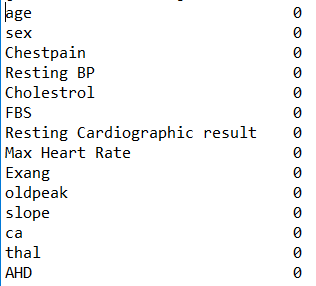 age 0
sex 0
Chestpain 0
Resting BP 0
Cholestrol 0
FBS 0
Resting Cardiographic result 0
Max Heart Rate 0
Exang 0
oldpeak 0
slope 0
ca 0
thal 0
AHD 0